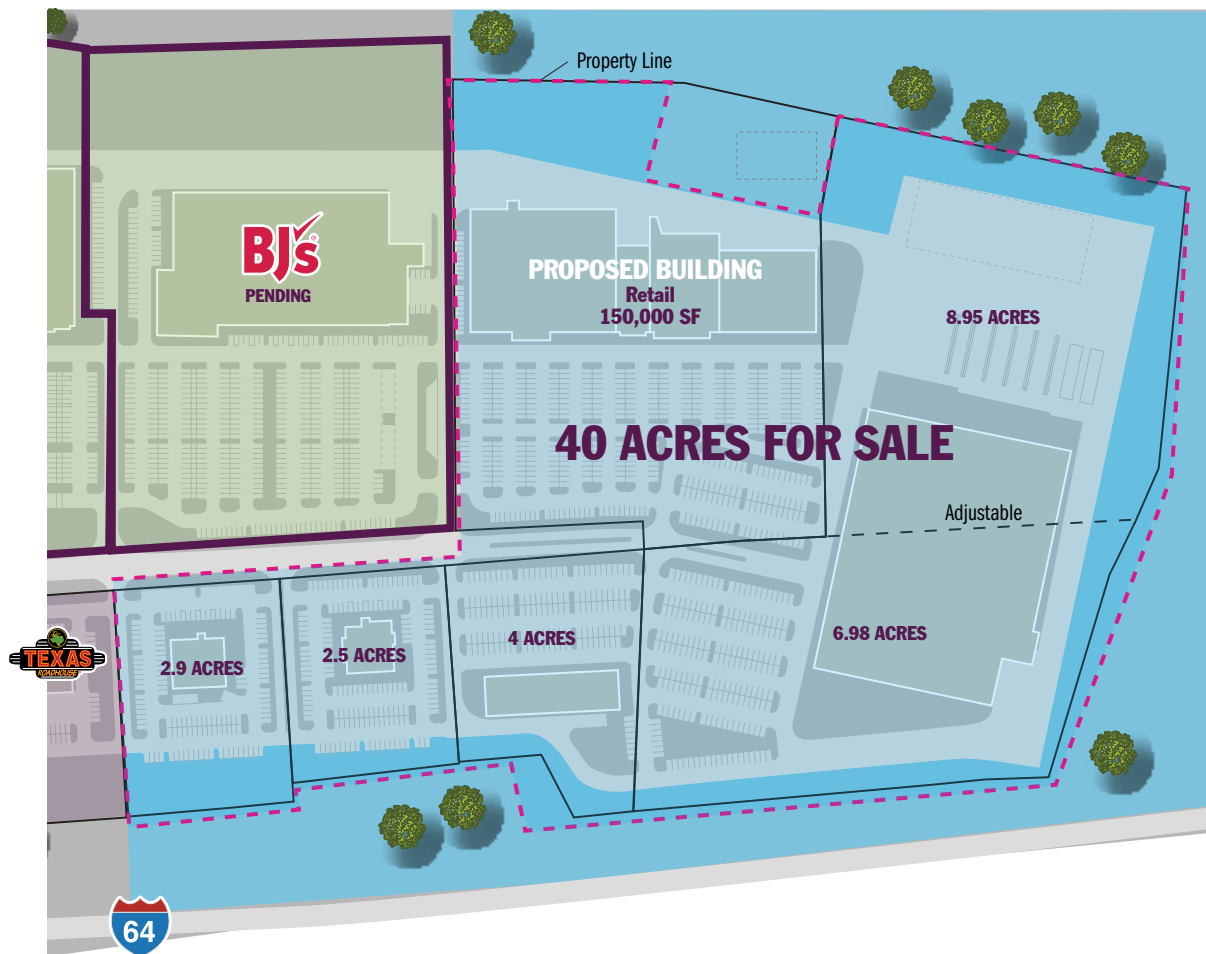 Property Line
BJ's
®
PENDING
PROPOSED BUILDING
Retail
150,000 SF
8.95 ACRES
40 ACRES FOR SALE
Adjustable
6.98 ACRES
4 ACRES
2.5 ACRES
2.9 ACRES
TEXAS
ROADHOUSE
64